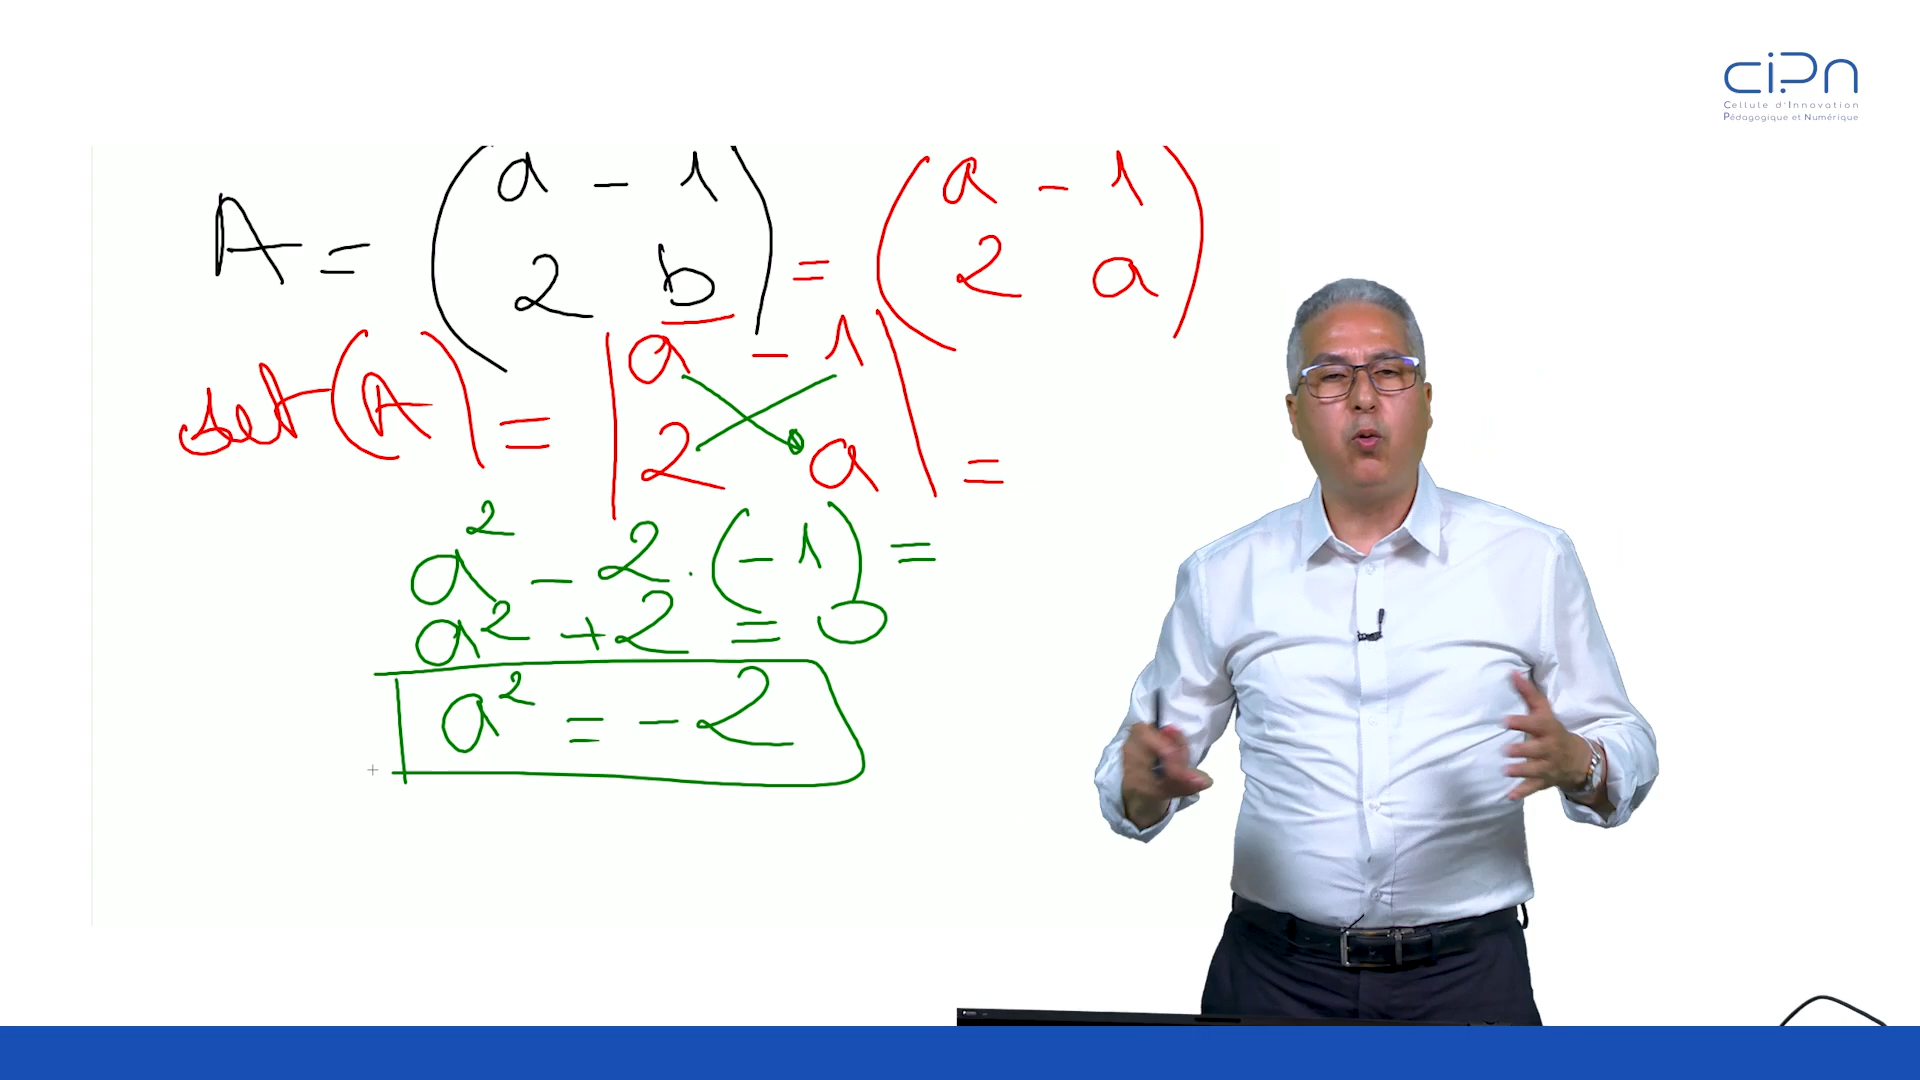 ciPn
Cellule d'Innovation
Pédagogique et Numérique
A = ( a -1 ) = ( a -1 )
( 2 b ) ( 2 a )
det(A) = | a -1 | =
| 2 a |
a² - 2 . (-1) =
a² + 2 = 0
a² = -2